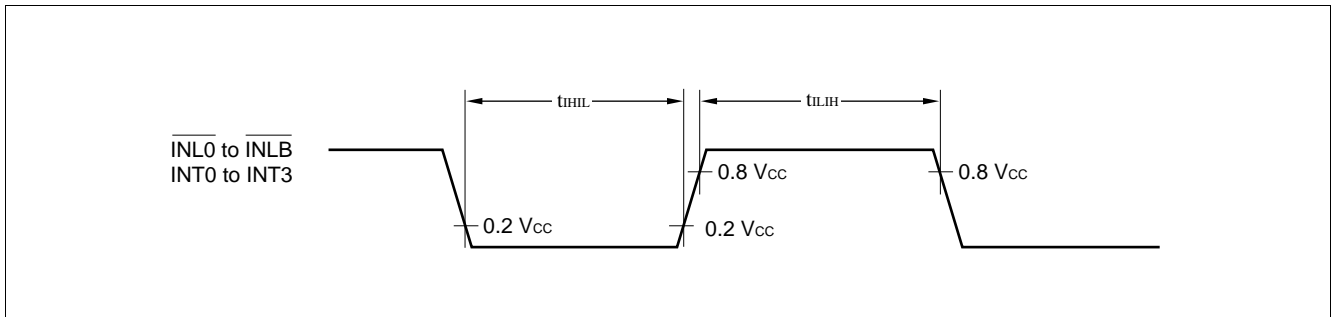 tIHIL
tILIH
INL0 to INLB
INT0 to INT3
0.8 VCC
0.8 VCC
0.2 VCC
0.2 VCC